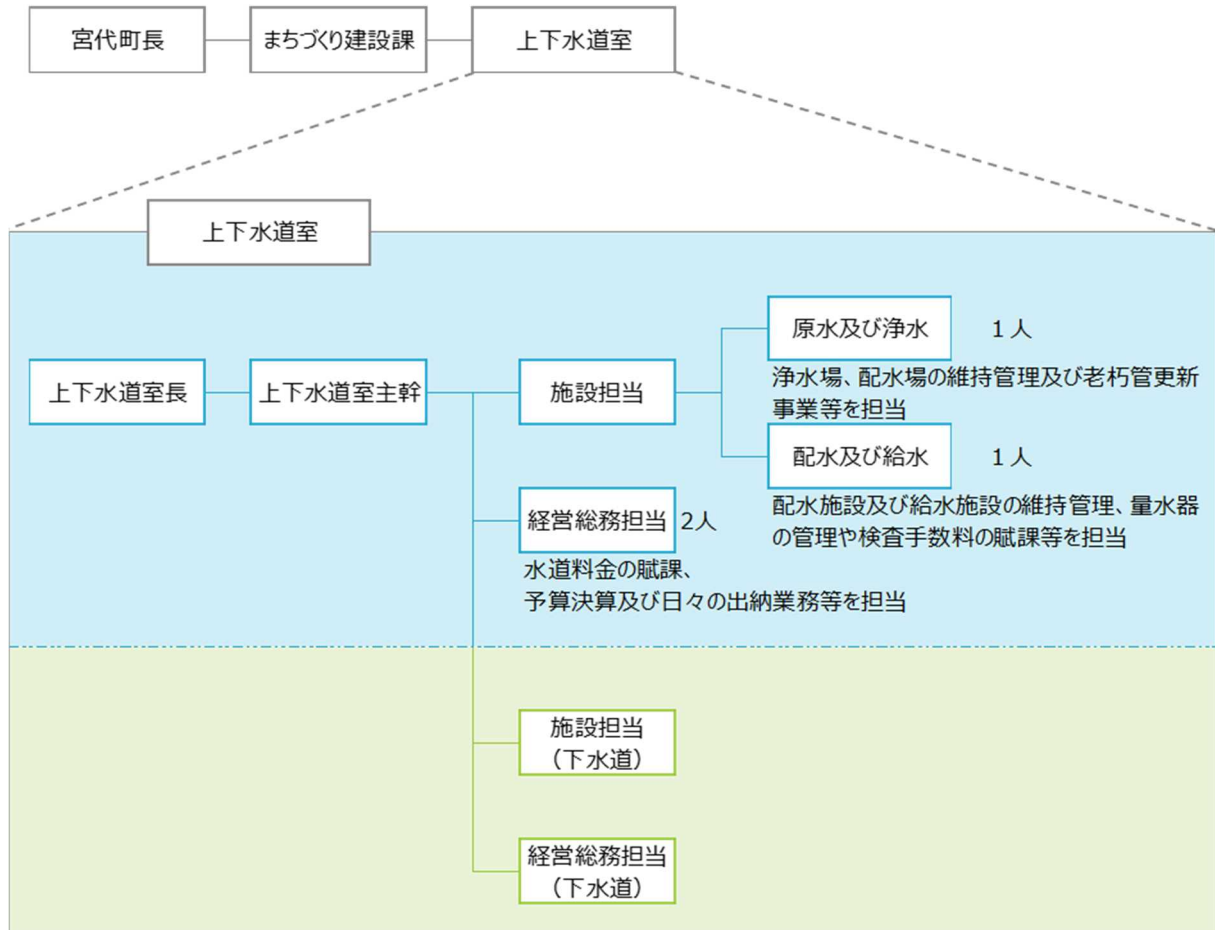 宮代町長
まちづくり建設課
上下水道室
上下水道室
上下水道室長
上下水道室主幹
施設担当
原水及び浄水
1人
浄水場、配水場の維持管理及び老朽管更新
事業等を担当
配水及び給水
1人
配水施設及び給水施設の維持管理、量水器
の管理や検査手数料の賦課等を担当
経営総務担当
2人
水道料金の賦課、
予算決算及び日々の出納業務等を担当
施設担当
（下水道）
経営総務担当
（下水道）